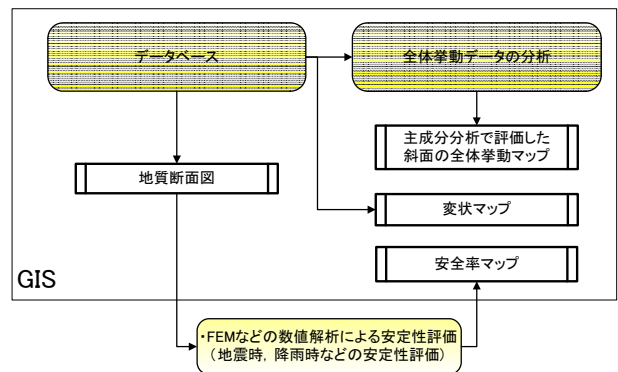 データベース
全体挙動データの分析
主成分分析で評価した
斜面の全体挙動マップ
地質断面図
変状マップ
安全率マップ
GIS
・FEMなどの数値解析による安定性評価
（地震時，降雨時などの安定性評価）